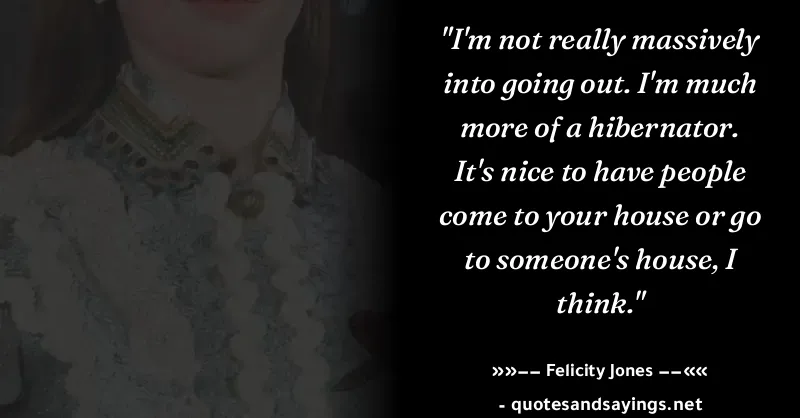 "I'm not really massively
into going out. I'm much
more of a hibernator.
It's nice to have people
come to your house or go
to someone's house, I
think."
»»−− Felicity Jones −−««
- quotesandsayings.net